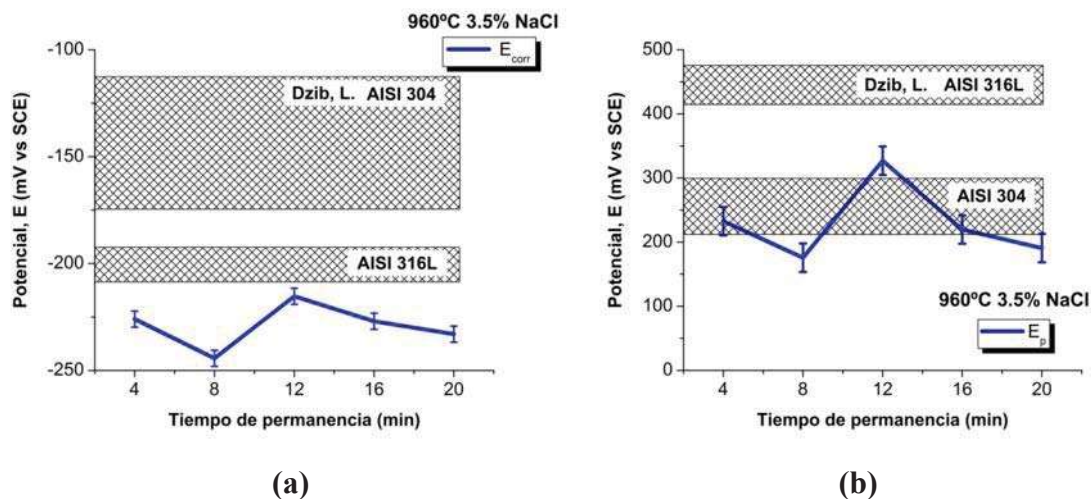 960ºC 3.5% NaCl
E_corr
-100
-150
-200
-250
Dzib, L. AISI 304
AISI 316L
Potencial, E (mV vs SCE)
4 8 12 16 20
Tiempo de permanencia (min)
(a)
500
400
300
200
100
0
Dzib, L. AISI 316L
AISI 304
960ºC 3.5% NaCl
E_p
Potencial, E (mV vs SCE)
4 8 12 16 20
Tiempo de permanencia (min)
(b)